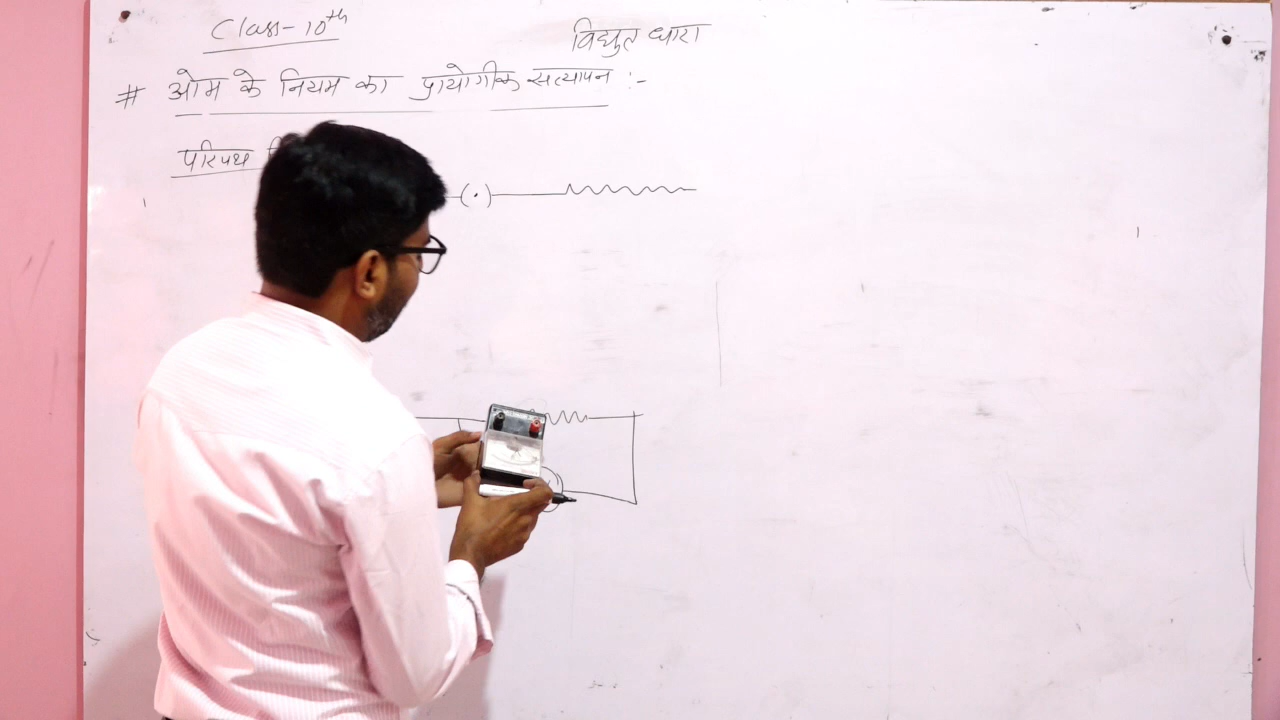 Class-10th
विद्युत धारा
# ओम के नियम का प्रायोगीक सत्यापन :-
परिपथ